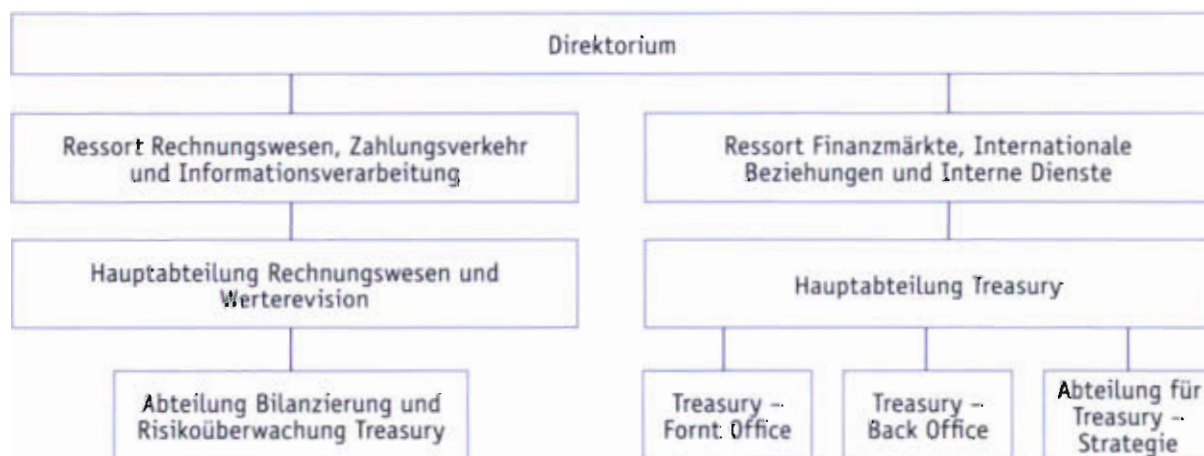 Direktorium
Ressort Rechnungswesen, Zahlungsverkehr
und Informationsverarbeitung
Ressort Finanzmärkte, Internationale
Beziehungen und Interne Dienste
Hauptabteilung Rechnungswesen und
Werterevision
Hauptabteilung Treasury
Abteilung Bilanzierung und
Risikoüberwachung Treasury
Treasury –
Fornt Office
Treasury –
Back Office
Abteilung für
Treasury –
Strategie